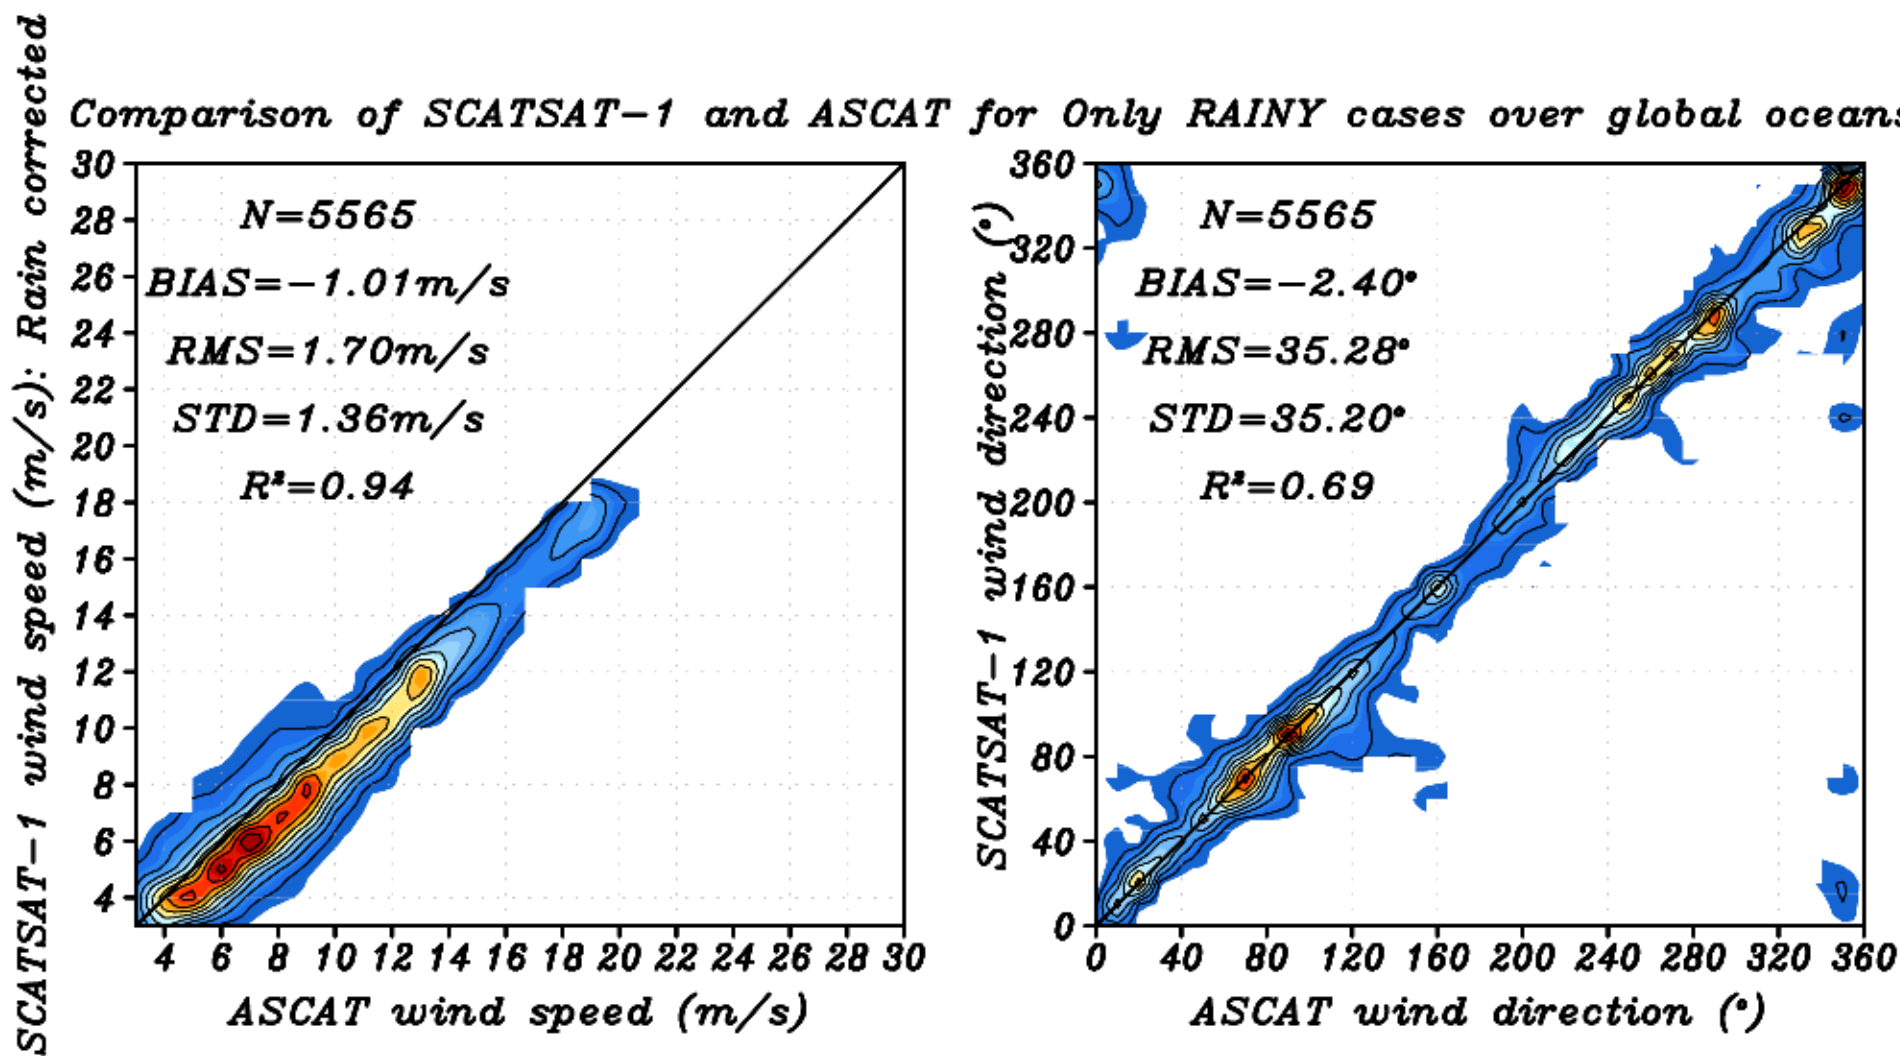 Comparison of SCATSAT-1 and ASCAT for Only RAINY cases over global oceans
SCATSAT-1 wind speed (m/s): Rain corrected
30
28
26
24
22
20
18
16
14
12
10
8
6
4
N=5565
BIAS=-1.01m/s
RMS=1.70m/s
STD=1.36m/s
R²=0.94
4 6 8 10 12 14 16 18 20 22 24 26 28 30
ASCAT wind speed (m/s)
SCATSAT-1 wind direction (°)
360
320
280
240
200
160
120
80
40
0
N=5565
BIAS=-2.40°
RMS=35.28°
STD=35.20°
R²=0.69
0 40 80 120 160 200 240 280 320 360
ASCAT wind direction (°)